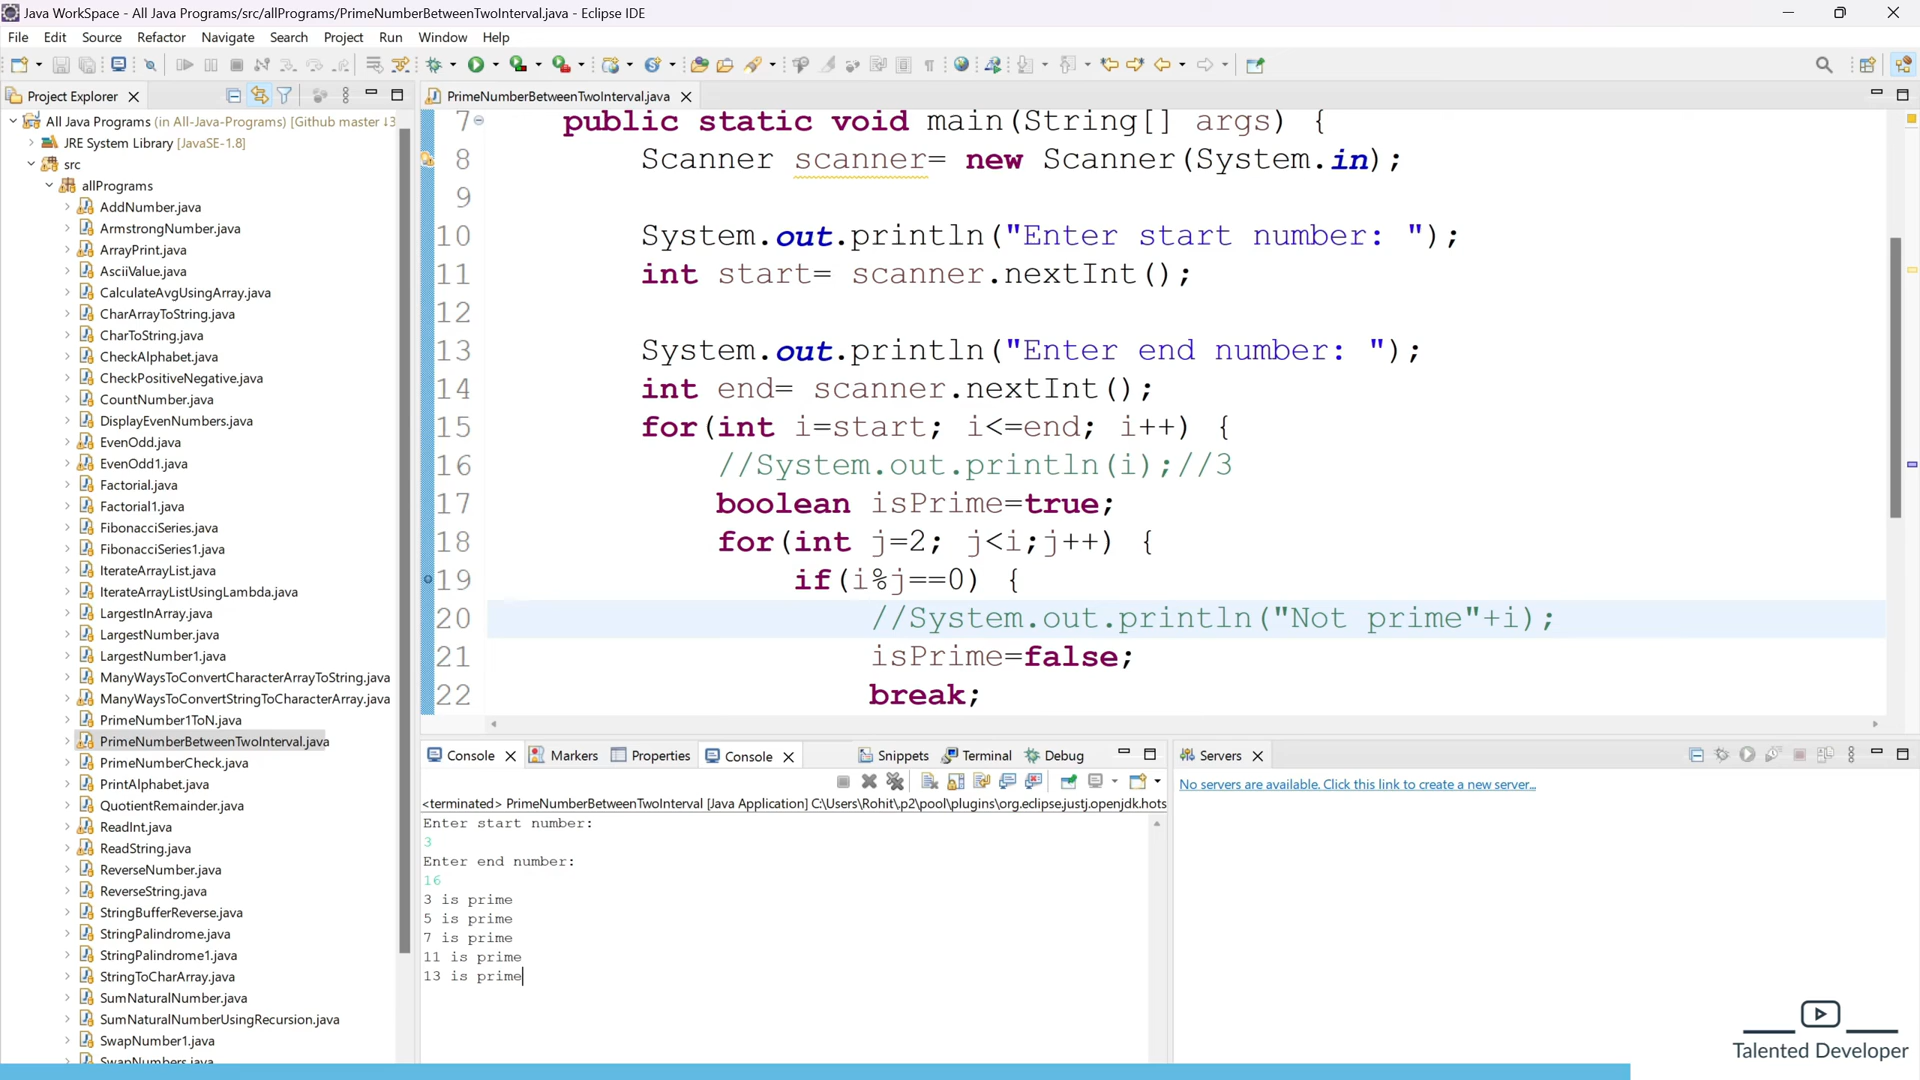 Java WorkSpace - All Java Programs/src/allPrograms/PrimeNumberBetweenTwoInterval.java - Eclipse IDE
File Edit Source Refactor Navigate Search Project Run Window Help
Project Explorer
All Java Programs (in All-Java-Programs) [Github master ↓3
JRE System Library [JavaSE-1.8]
src
allPrograms
AddNumber.java
ArmstrongNumber.java
ArrayPrint.java
AsciiValue.java
CalculateAvgUsingArray.java
CharArrayToString.java
CharToString.java
CheckAlphabet.java
CheckPositiveNegative.java
CountNumber.java
DisplayEvenNumbers.java
EvenOdd.java
EvenOdd1.java
Factorial.java
Factorial1.java
FibonacciSeries.java
FibonacciSeries1.java
IterateArrayList.java
IterateArrayListUsingLambda.java
LargestInArray.java
LargestNumber.java
LargestNumber1.java
ManyWaysToConvertCharacterArrayToString.java
ManyWaysToConvertStringToCharacterArray.java
PrimeNumber1ToN.java
PrimeNumberBetweenTwoInterval.java
PrimeNumberCheck.java
PrintAlphabet.java
QuotientRemainder.java
ReadInt.java
ReadString.java
ReverseNumber.java
ReverseString.java
StringBufferReverse.java
StringPalindrome.java
StringPalindrome1.java
StringToCharArray.java
SumNaturalNumber.java
SumNaturalNumberUsingRecursion.java
SwapNumber1.java
SwapNumbers.java
PrimeNumberBetweenTwoInterval.java
7 public static void main(String[] args) {
8 Scanner scanner= new Scanner(System.in);
9
10 System.out.println("Enter start number: ");
11 int start= scanner.nextInt();
12
13 System.out.println("Enter end number: ");
14 int end= scanner.nextInt();
15 for(int i=start; i<=end; i++) {
16 //System.out.println(i);//3
17 boolean isPrime=true;
18 for(int j=2; j<i;j++) {
19 if(i%j==0) {
20 //System.out.println("Not prime"+i);
21 isPrime=false;
22 break;
Console Markers Properties Console Snippets Terminal Debug
<terminated> PrimeNumberBetweenTwoInterval [Java Application] C:\Users\Rohit\.p2\pool\plugins\org.eclipse.justj.openjdk.hots
Enter start number:
3
Enter end number:
16
3 is prime
5 is prime
7 is prime
11 is prime
13 is prime
Servers
No servers are available. Click this link to create a new server...
Talented Developer